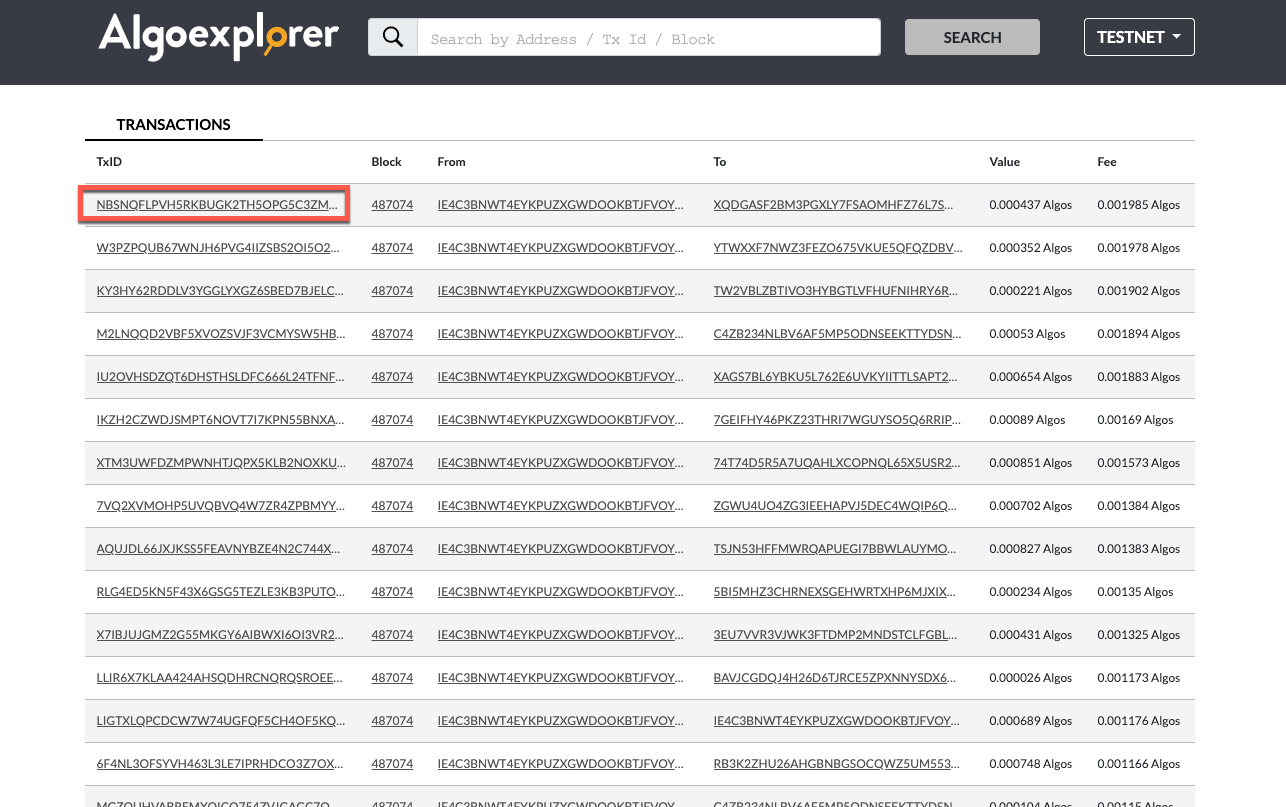 Algoexplorer
Search by Address / Tx Id / Block
SEARCH
TESTNET
TRANSACTIONS
TxID Block From To Value Fee
NBSNQFLPVH5RKBUGK2TH5OPG5C3ZM... 487074 IE4C3BNWT4EYKPUZXGWDOOKBTJFVOY... XQDGASF2BM3PGXLY7FSAOMHFZ76L7S... 0.000437 Algos 0.001985 Algos
W3PZPQUB67WNJH6PVG4IIZSBS2OI5O2... 487074 IE4C3BNWT4EYKPUZXGWDOOKBTJFVOY... YTWXXF7NWZ3FEZO675VKUE5QFQZDBV... 0.000352 Algos 0.001978 Algos
KY3HY62RDDLV3YGGLYXGZ6SBED7BJELC... 487074 IE4C3BNWT4EYKPUZXGWDOOKBTJFVOY... TW2VBLZBTIVO3HYBGTLVFHUFNIHRY6R... 0.000221 Algos 0.001902 Algos
M2LNQQD2VBF5XVOZSVJF3VCMYSW5HB... 487074 IE4C3BNWT4EYKPUZXGWDOOKBTJFVOY... C4ZB234NLBV6AF5MP5ODNSEEKTTYDSN... 0.00053 Algos 0.001894 Algos
IU2OVHSDZQT6DHSTHSLDFC666L24TFNF... 487074 IE4C3BNWT4EYKPUZXGWDOOKBTJFVOY... XAGS7BL6YBKU5L762E6UVKYIITTLSAPT2... 0.000654 Algos 0.001883 Algos
IKZH2CZWDJSMPT6NOVT7I7KPN55BNXA... 487074 IE4C3BNWT4EYKPUZXGWDOOKBTJFVOY... 7GEIFHY46PKZ23THRI7WGUYSO5Q6RRIP... 0.00089 Algos 0.00169 Algos
XTM3UWFDZMPWNHTJQPX5KLB2NOXKU... 487074 IE4C3BNWT4EYKPUZXGWDOOKBTJFVOY... 74T74D5R5A7UQAHLXCOPNQL65X5USR2... 0.000851 Algos 0.001573 Algos
7VQ2XVMOHP5UVQBVQ4W7ZR4ZPBMYY... 487074 IE4C3BNWT4EYKPUZXGWDOOKBTJFVOY... ZGWU4UO4ZG3IEEHAPVJ5DEC4WQIP6Q... 0.000702 Algos 0.001384 Algos
AQUJDL66JXJKSS5FEAVNYBZE4N2C744X... 487074 IE4C3BNWT4EYKPUZXGWDOOKBTJFVOY... TSJN53HFFMWRQAPUEGI7BBWLAUYMO... 0.000827 Algos 0.001383 Algos
RLG4ED5KN5F43X6GSG5TEZLE3KB3PUTO... 487074 IE4C3BNWT4EYKPUZXGWDOOKBTJFVOY... 5BI5MHZ3CHRNEXSGEHWRTXHP6MJXIX... 0.000234 Algos 0.00135 Algos
X7IBJUJGMZ2G55MKGY6AIBWXI6OI3VR2... 487074 IE4C3BNWT4EYKPUZXGWDOOKBTJFVOY... 3EU7VVR3VJWK3FTDMP2MNDSTCLFGBL... 0.000431 Algos 0.001325 Algos
LLIR6X7KLAA424AHSQDHRCNQRQSROEE... 487074 IE4C3BNWT4EYKPUZXGWDOOKBTJFVOY... BAVJCGDQJ4H26D6TJRCE5ZPXNNYSDX6... 0.000026 Algos 0.001173 Algos
LIGTXLQPCDCW7W74UGFQF5CH4OF5KQ... 487074 IE4C3BNWT4EYKPUZXGWDOOKBTJFVOY... IE4C3BNWT4EYKPUZXGWDOOKBTJFVOY... 0.000689 Algos 0.001176 Algos
6F4NL3OFSYVH463L3LE7IPRHDCO3Z7OX... 487074 IE4C3BNWT4EYKPUZXGWDOOKBTJFVOY... RB3K2ZHU26AHGBNBGSOCQWZ5UM553... 0.000748 Algos 0.001166 Algos
487074 IE4C3BNWT4EYKPUZXGWDOOKBTJFVOY... C4ZB234NLBV6AF5MP5ODNSEEKTTYDSN... 0.000104 Algos 0.00115 Algos